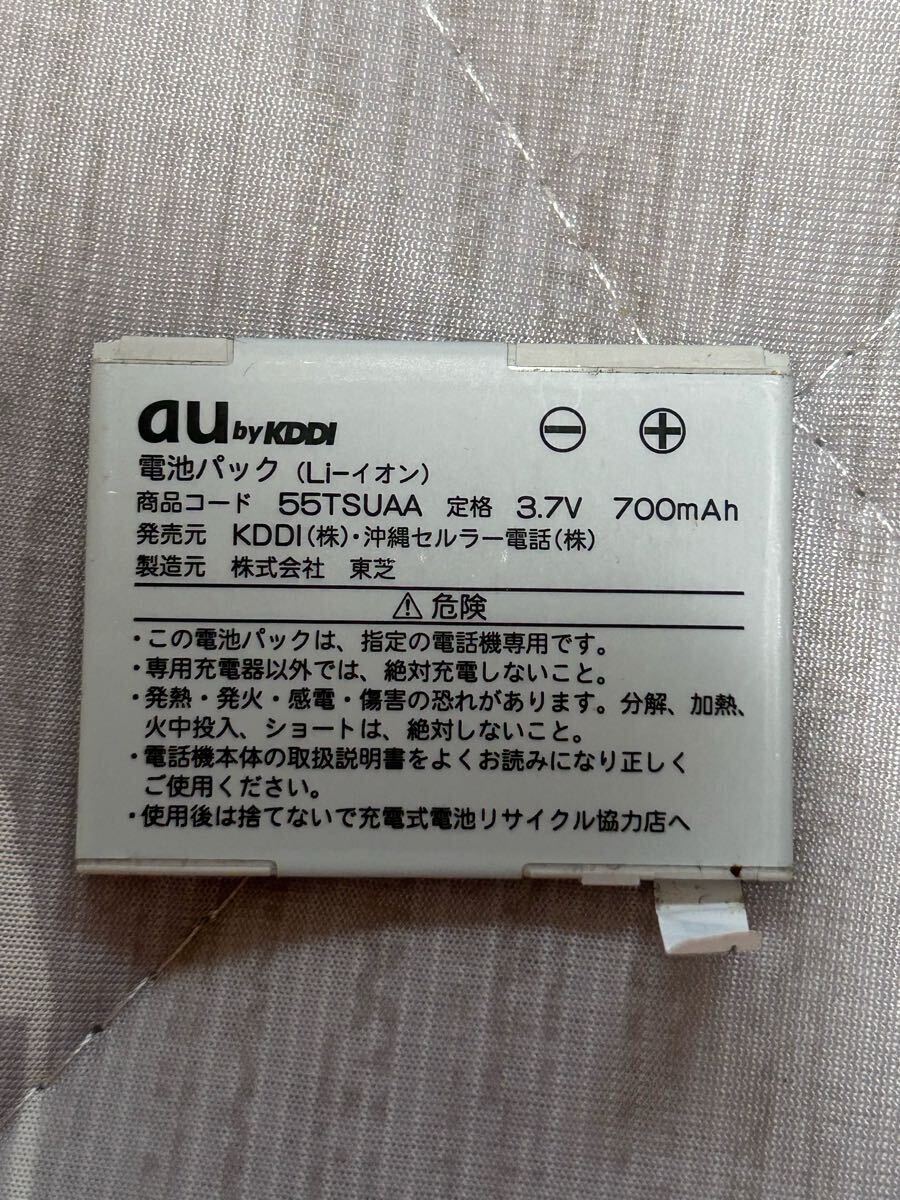 au by KDDI ⊖ ⊕
電池パック（Li-イオン）
商品コード 55TSUAA 定格 3.7V 700mAh
発売元 KDDI（株）・沖縄セルラー電話（株）
製造元 株式会社 東芝
⚠危険
・この電池パックは、指定の電話機専用です。
・専用充電器以外では、絶対充電しないこと。
・発熱・発火・感電・傷害の恐れがあります。分解、加熱、
火中投入、ショートは、絶対しないこと。
・電話機本体の取扱説明書をよくお読みになり正しく
ご使用ください。
・使用後は捨てないで充電式電池リサイクル協力店へ